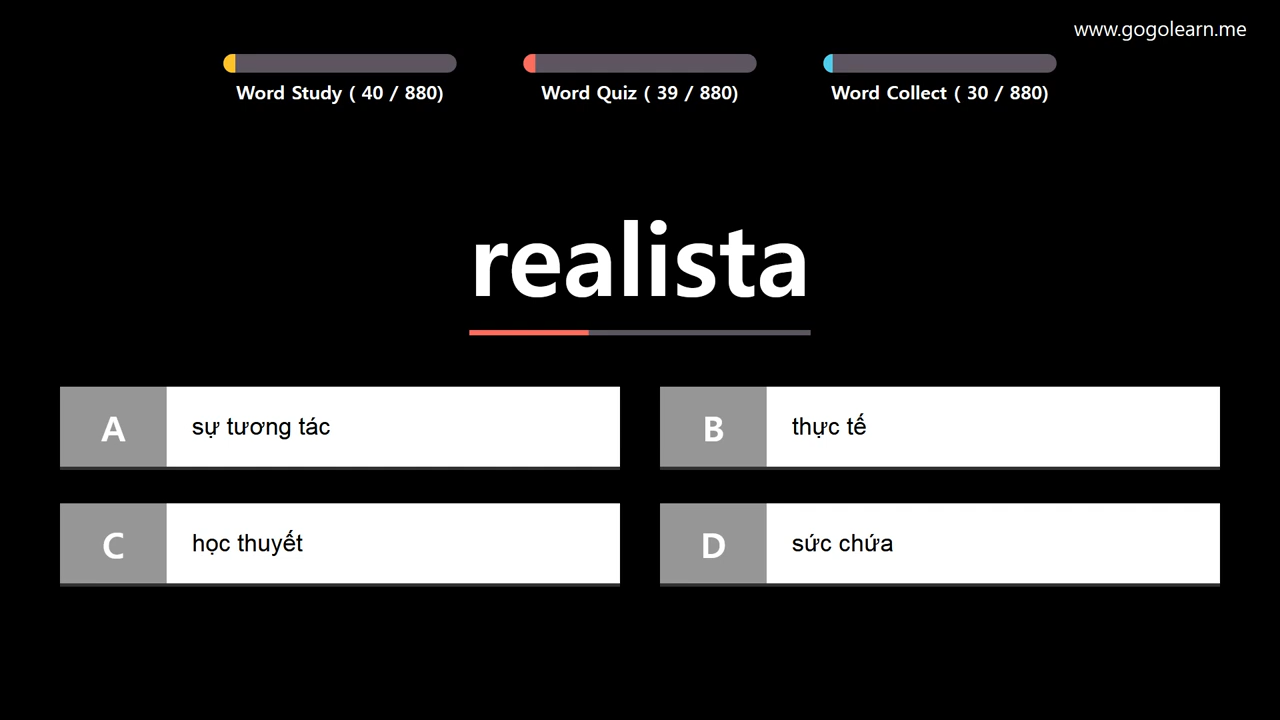 www.gogolearn.me
Word Study ( 40 / 880)
Word Quiz ( 39 / 880)
Word Collect ( 30 / 880)
realista
A
sự tương tác
B
thực tế
C
học thuyết
D
sức chứa